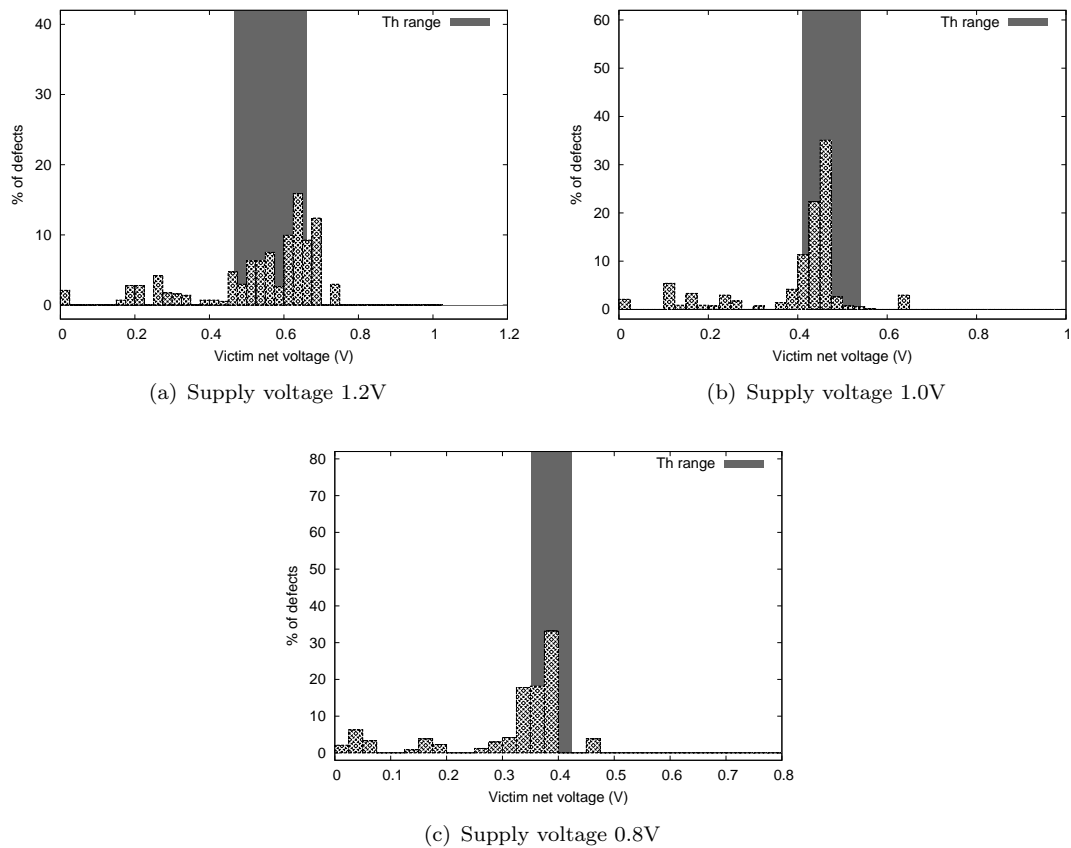 40
30
20
10
0
% of defects
Th range
0 0.2 0.4 0.6 0.8 1 1.2
Victim net voltage (V)
(a) Supply voltage 1.2V
60
50
40
30
20
10
0
% of defects
Th range
0 0.2 0.4 0.6 0.8 1
Victim net voltage (V)
(b) Supply voltage 1.0V
80
70
60
50
40
30
20
10
0
% of defects
Th range
0 0.1 0.2 0.3 0.4 0.5 0.6 0.7 0.8
Victim net voltage (V)
(c) Supply voltage 0.8V